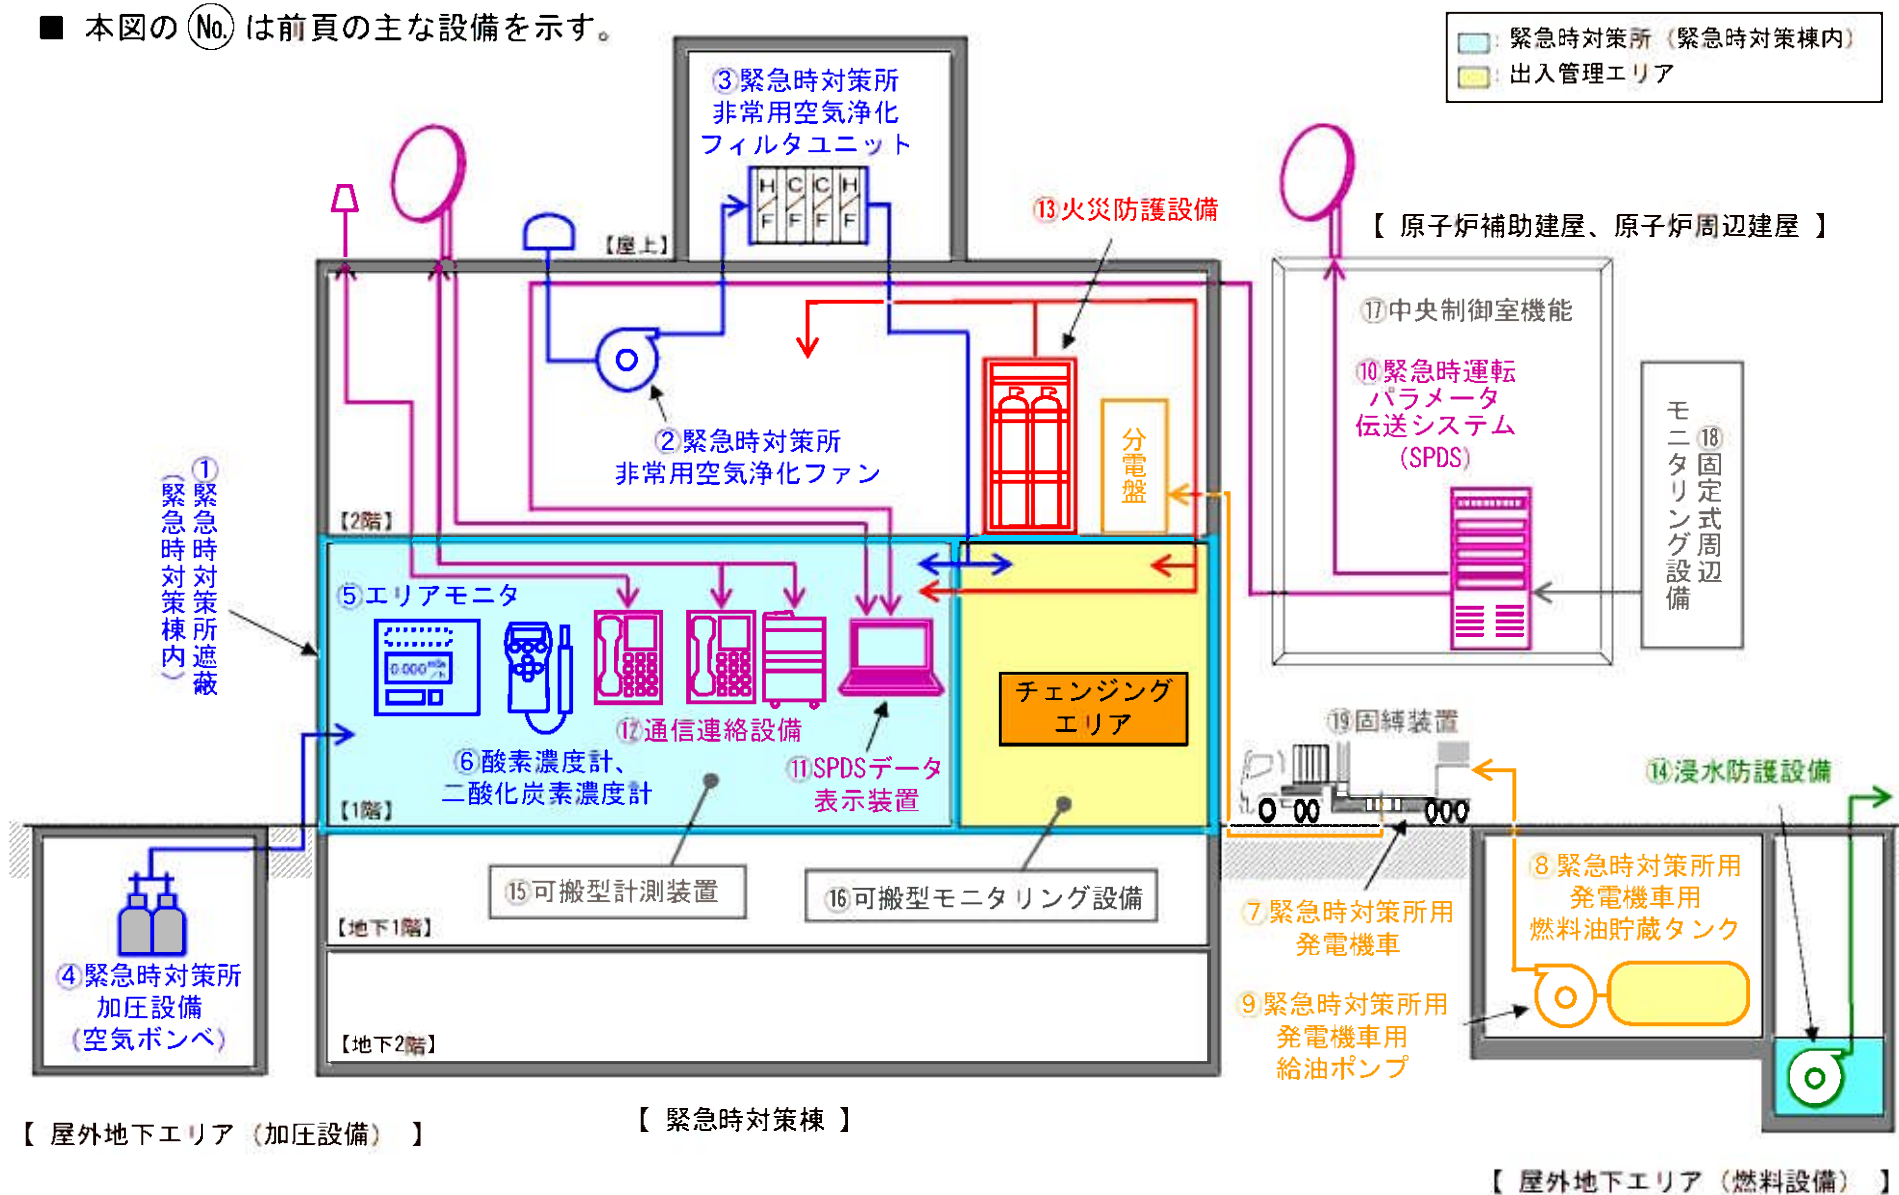 ■ 本図の No. は前頁の主な設備を示す。
：緊急時対策所（緊急時対策棟内）
：出入管理エリア
③緊急時対策所
非常用空気浄化
フィルタユニット
H C C H
F F F F
【屋上】
⑬火災防護設備
【 原子炉補助建屋、原子炉周辺建屋 】
⑰中央制御室機能
⑩緊急時運転
パラメータ
伝送システム
(SPDS)
⑱固定式周辺
モニタリング設備
②緊急時対策所
非常用空気浄化ファン
分電盤
【2階】
①緊急時対策所遮蔽
（緊急時対策棟内）
⑤エリアモニタ
0.000 mSv/h
⑫通信連絡設備
⑥酸素濃度計、
二酸化炭素濃度計
⑪SPDSデータ
表示装置
チェンジング
エリア
【1階】
⑲固縛装置
⑭浸水防護設備
⑮可搬型計測装置
⑯可搬型モニタリング設備
【地下1階】
⑦緊急時対策所用
発電機車
⑧緊急時対策所用
発電機車用
燃料油貯蔵タンク
④緊急時対策所
加圧設備
(空気ボンベ)
⑨緊急時対策所用
発電機車用
給油ポンプ
【地下2階】
【 屋外地下エリア（加圧設備） 】
【 緊急時対策棟 】
【 屋外地下エリア（燃料設備） 】